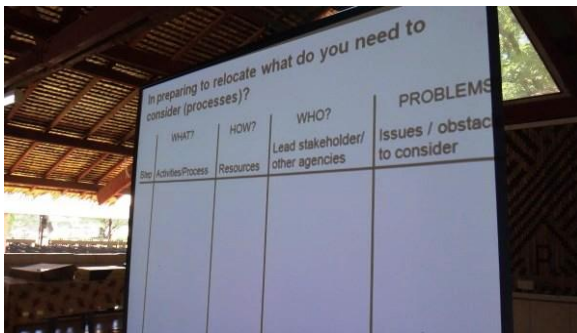 In preparing to relocate what do you need to
consider (processes)?
WHAT? HOW? WHO? PROBLEMS
Step Activities/Process Resources Lead stakeholder/ other agencies Issues / obstac to consider